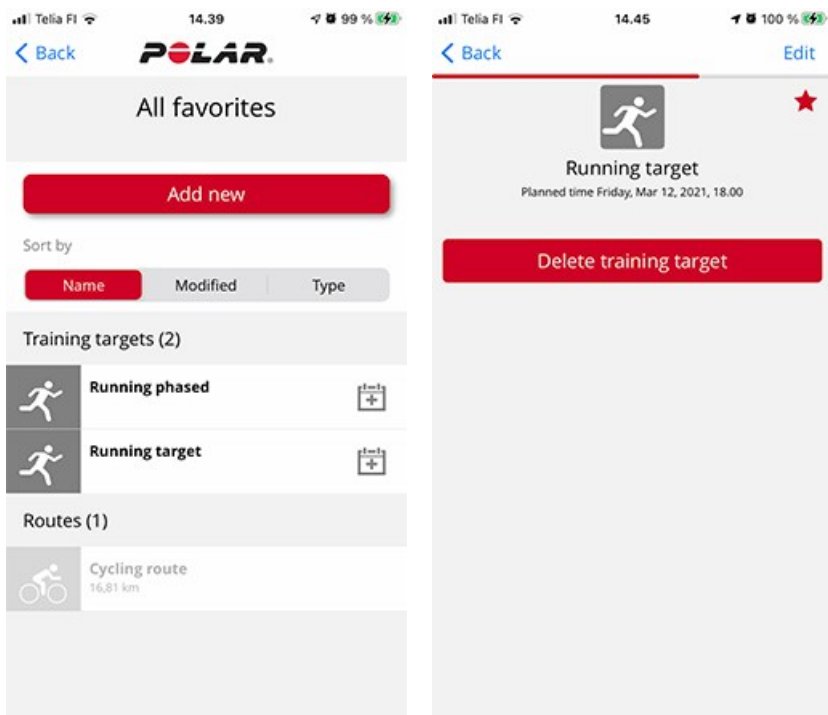 Telia FI 14.39 99 %
Back POLAR.
All favorites
Add new
Sort by
Name Modified Type
Training targets (2)
Running phased
Running target
Routes (1)
Cycling route
16,81 km
Telia FI 14.45 100 %
Back Edit
Running target
Planned time Friday, Mar 12, 2021, 18.00
Delete training target